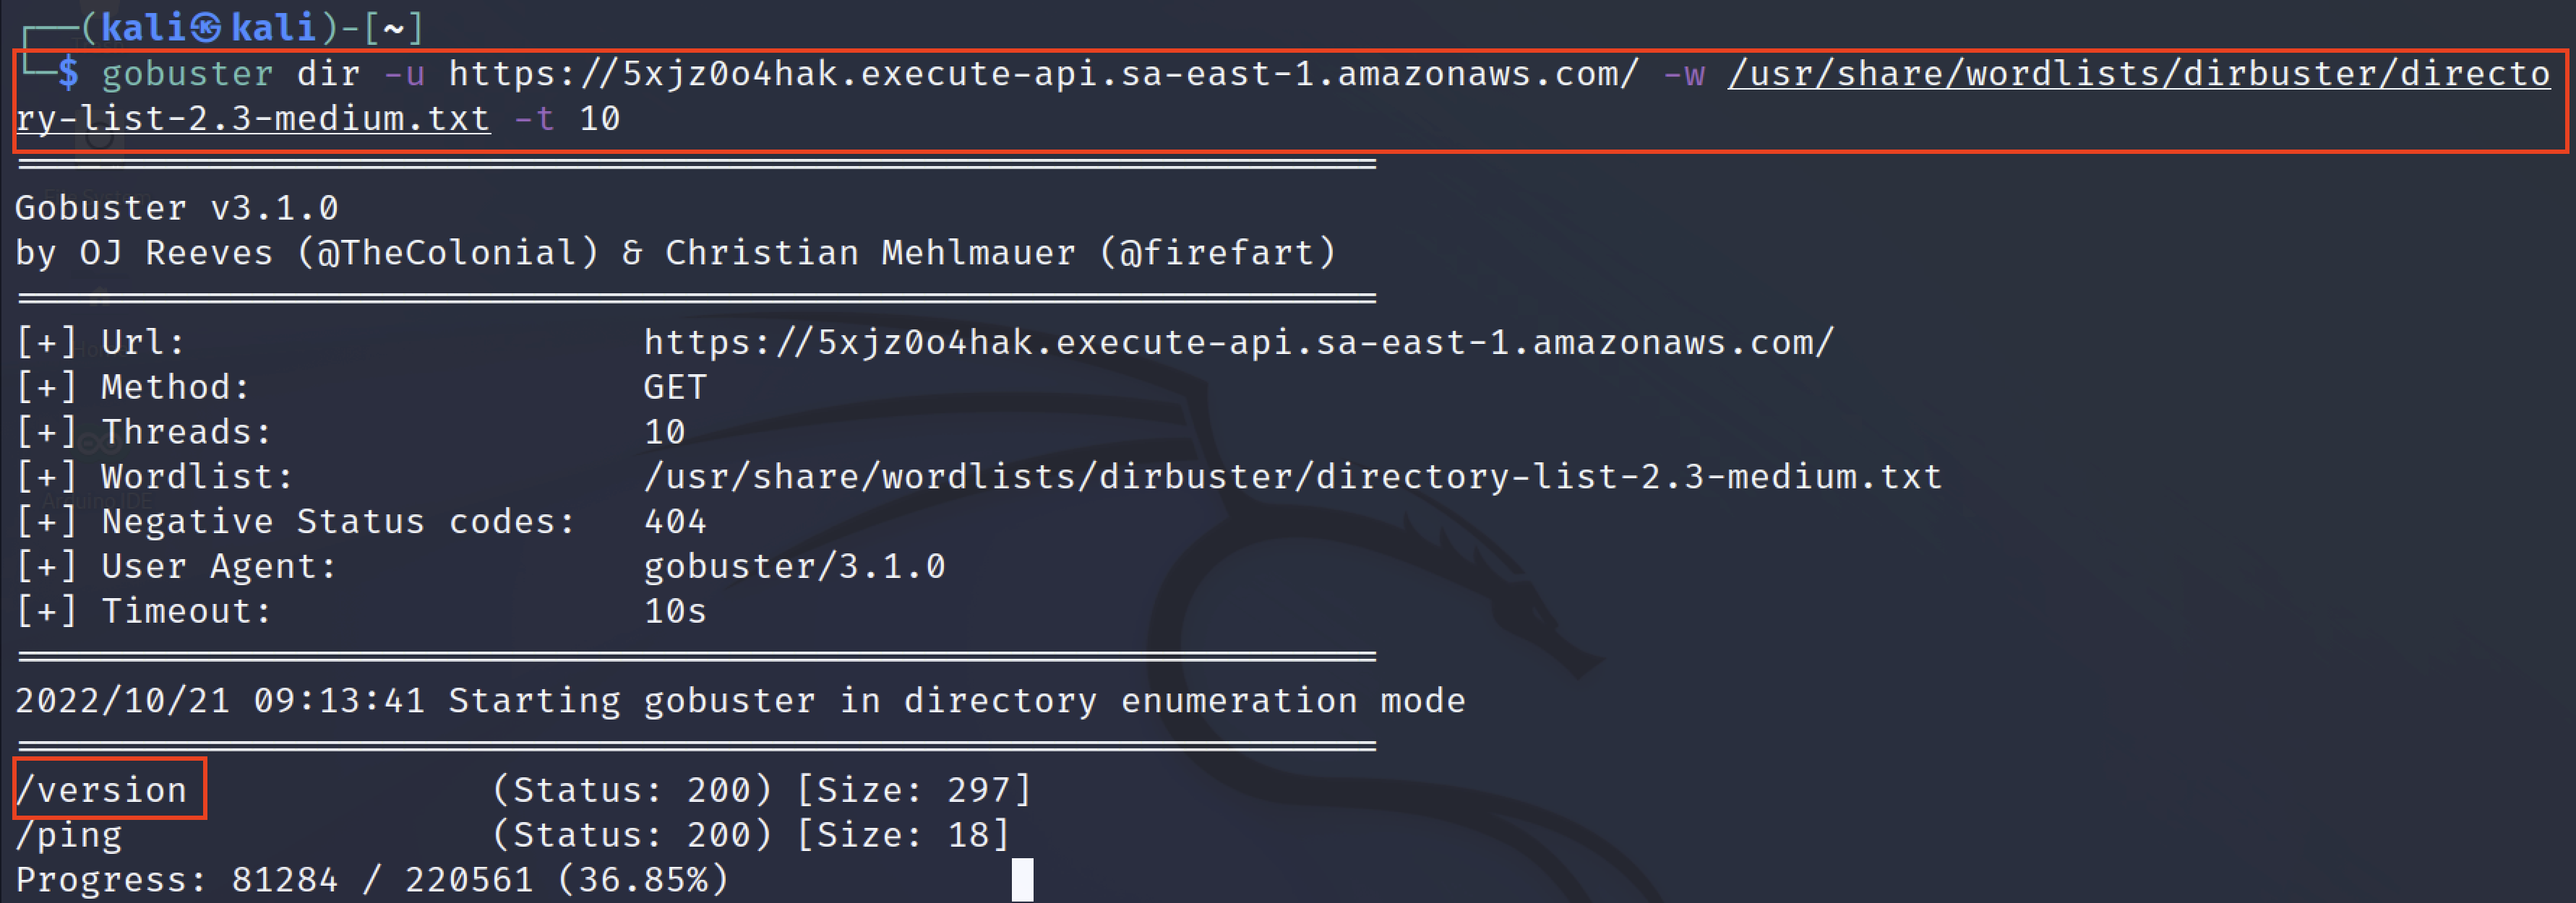 ┌──(kali㉿kali)-[~]
└─$ gobuster dir -u https://5xjz0o4hak.execute-api.sa-east-1.amazonaws.com/ -w /usr/share/wordlists/dirbuster/directo
ry-list-2.3-medium.txt -t 10
===============================================================
Gobuster v3.1.0
by OJ Reeves (@TheColonial) & Christian Mehlmauer (@firefart)
===============================================================
[+] Url:                     https://5xjz0o4hak.execute-api.sa-east-1.amazonaws.com/
[+] Method:                  GET
[+] Threads:                 10
[+] Wordlist:                /usr/share/wordlists/dirbuster/directory-list-2.3-medium.txt
[+] Negative Status codes:   404
[+] User Agent:              gobuster/3.1.0
[+] Timeout:                 10s
===============================================================
2022/10/21 09:13:41 Starting gobuster in directory enumeration mode
===============================================================
/version              (Status: 200) [Size: 297]
/ping                 (Status: 200) [Size: 18]
Progress: 81284 / 220561 (36.85%)